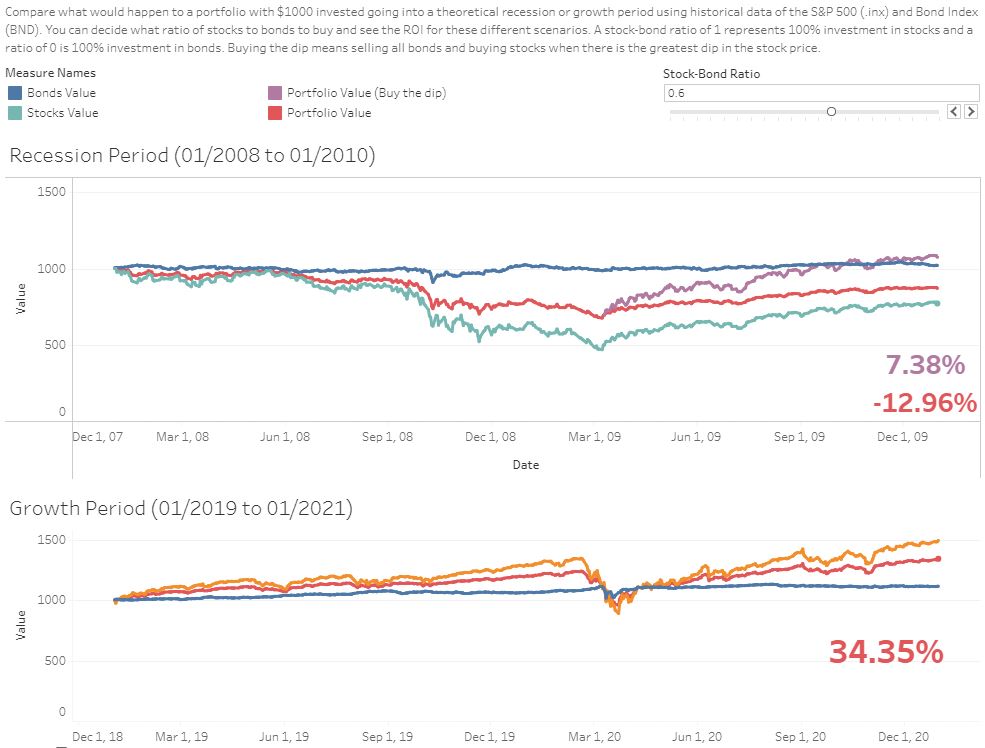 Compare what would happen to a portfolio with $1000 invested going into a theoretical recession or growth period using historical data of the S&P 500 (.inx) and Bond Index
(BND). You can decide what ratio of stocks to bonds to buy and see the ROI for these different scenarios. A stock-bond ratio of 1 represents 100% investment in stocks and a
ratio of 0 is 100% investment in bonds. Buying the dip means selling all bonds and buying stocks when there is the greatest dip in the stock price.
Measure Names
Bonds Value
Portfolio Value (Buy the dip)
Stocks Value
Portfolio Value
Stock-Bond Ratio
0.6
Recession Period (01/2008 to 01/2010)
1500
1000
500
0
Value
7.38%
-12.96%
Dec 1, 07 Mar 1, 08 Jun 1, 08 Sep 1, 08 Dec 1, 08 Mar 1, 09 Jun 1, 09 Sep 1, 09 Dec 1, 09
Date
Growth Period (01/2019 to 01/2021)
1500
1000
500
0
Value
34.35%
Dec 1, 18 Mar 1, 19 Jun 1, 19 Sep 1, 19 Dec 1, 19 Mar 1, 20 Jun 1, 20 Sep 1, 20 Dec 1, 20